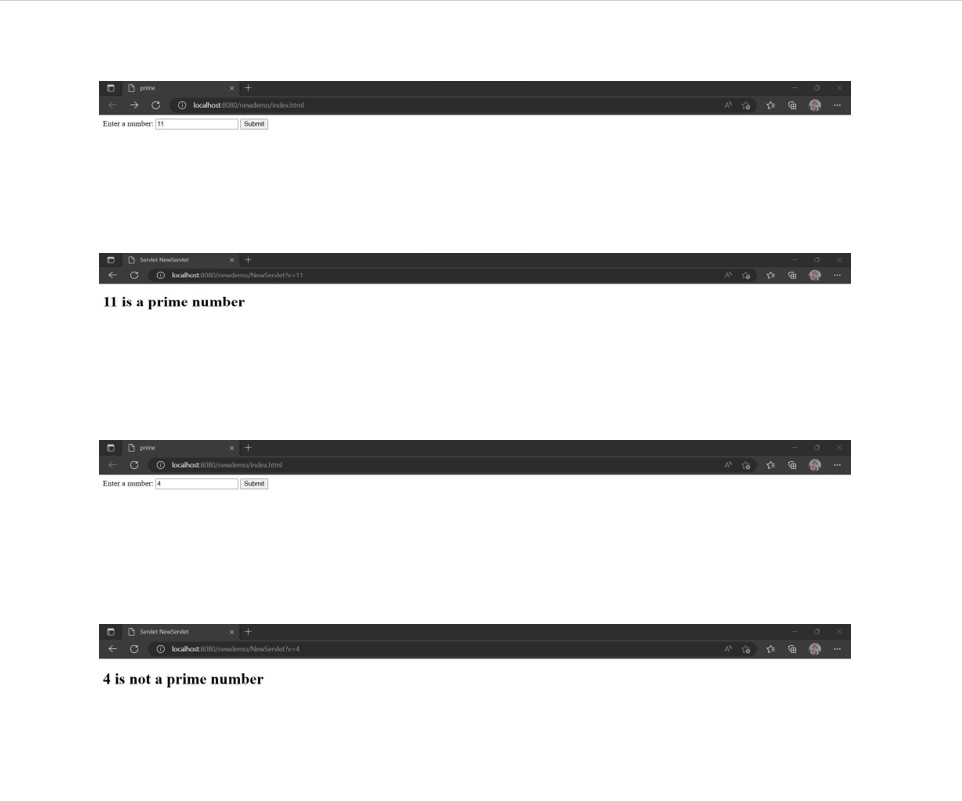 prime
localhost:8080/newdemo/index.html
Enter a number: 11 Submit
Servlet NewServlet
localhost:8080/newdemo/NewServlet?v=11
11 is a prime number
prime
localhost:8080/newdemo/index.html
Enter a number: 4 Submit
Servlet NewServlet
localhost:8080/newdemo/NewServlet?v=4
4 is not a prime number